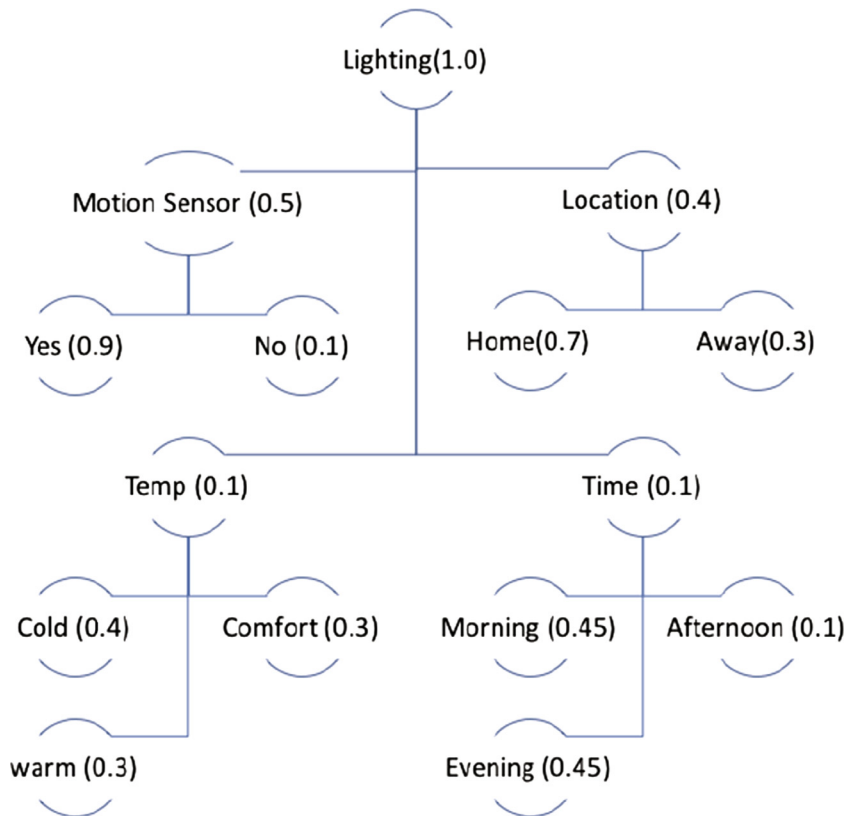 Lighting(1.0)
Motion Sensor (0.5)
Location (0.4)
Yes (0.9)
No (0.1)
Home(0.7)
Away(0.3)
Temp (0.1)
Time (0.1)
Cold (0.4)
Comfort (0.3)
Morning (0.45)
Afternoon (0.1)
warm (0.3)
Evening (0.45)